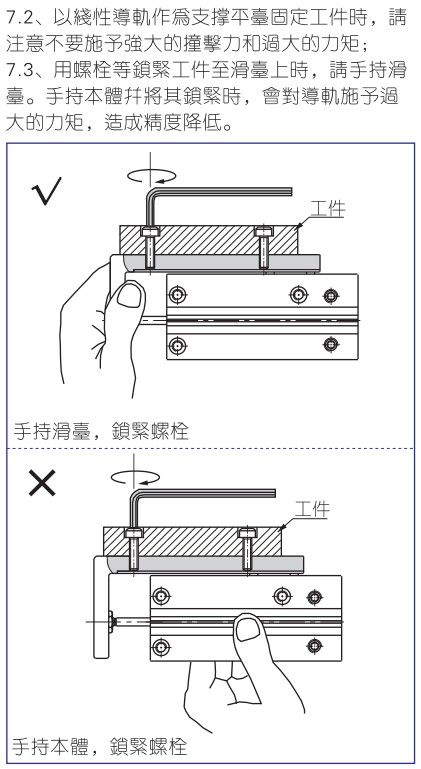 7.2、以綫性導軌作爲支撐平臺固定工件時，請
注意不要施予強大的撞擊力和過大的力矩；
7.3、用螺栓等鎖緊工件至滑臺上時，請手持滑
臺。手持本體并將其鎖緊時，會對導軌施予過
大的力矩，造成精度降低。
工件
手持滑臺，鎖緊螺栓
工件
手持本體，鎖緊螺栓